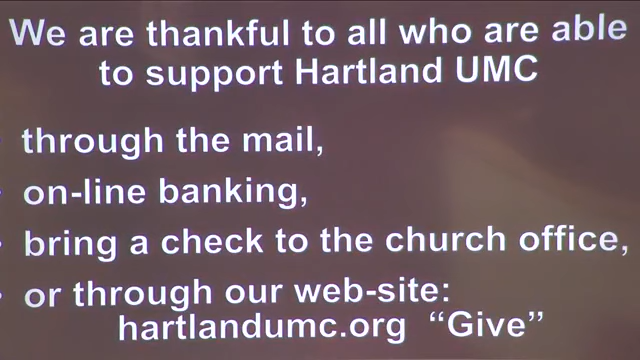 We are thankful to all who are able
to support Hartland UMC
• through the mail,
• on-line banking,
• bring a check to the church office,
• or through our web-site:
hartlandumc.org “Give”